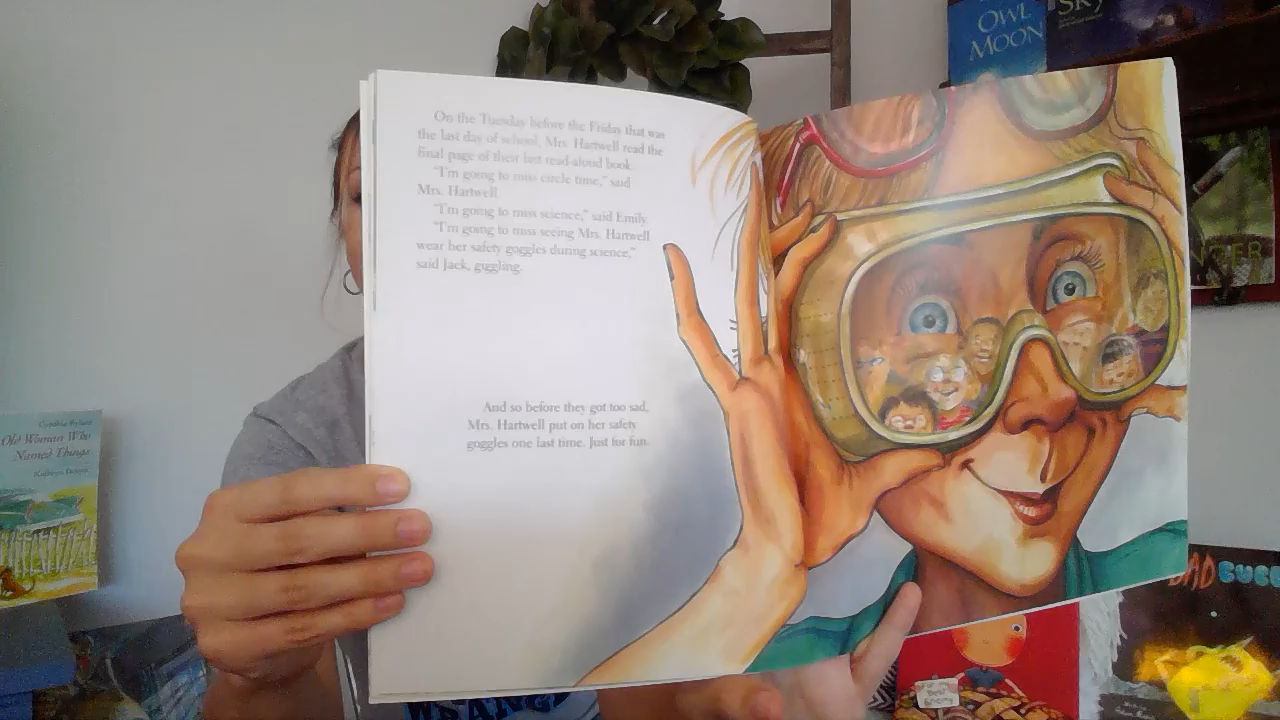 OWL
MOON
SKY
On the Tuesday before the Friday that was
the last day of school, Mrs. Hartwell read the
final page of their last read-aloud book.
"I'm going to miss circle time," said
Mrs. Hartwell.
"I'm going to miss science," said Emily.
"I'm going to miss seeing Mrs. Hartwell
wear her safety goggles during science,"
said Jack, giggling.
And so before they got too sad,
Mrs. Hartwell put on her safety
goggles one last time. Just for fun.
Cynthia Rylant
Old Woman Who
Named Things
Kathryn Brown
BAD